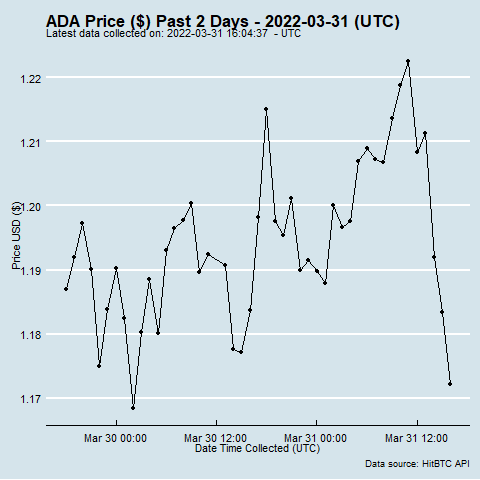 ADA Price ($) Past 2 Days - 2022-03-31 (UTC)
Latest data collected on: 2022-03-31 16:04:37  - UTC
1.22
1.21
1.20
1.19
1.18
1.17
Price USD ($)
Mar 30 00:00
Mar 30 12:00
Mar 31 00:00
Mar 31 12:00
Date Time Collected (UTC)
Data source: HitBTC API